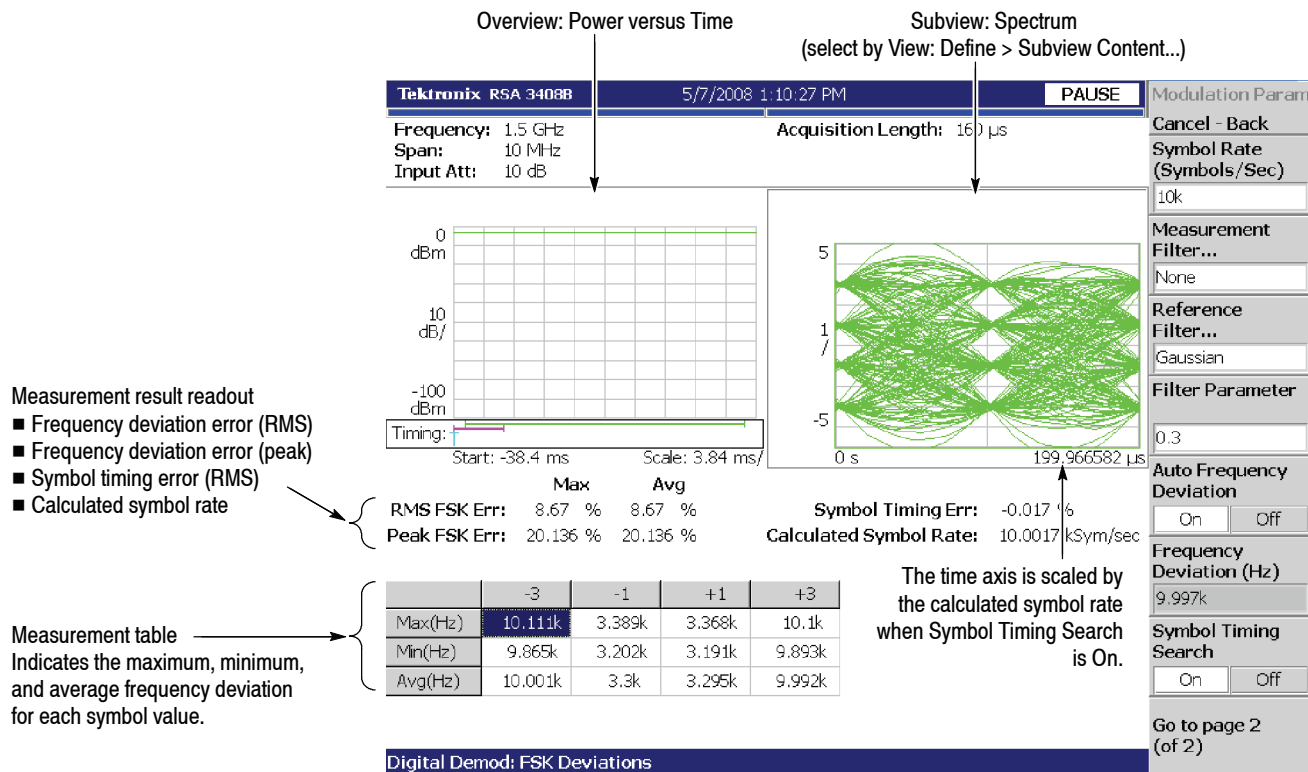 Overview: Power versus Time
Subview: Spectrum
(select by View: Define > Subview Content...)
Tektronix RSA 3408B
5/7/2008 1:10:27 PM
PAUSE
Frequency: 1.5 GHz
Span: 10 MHz
Input Att: 10 dB
Acquisition Length: 160 µs
0
dBm
10
dB/
-100
dBm
Timing:
Start: -38.4 ms
Scale: 3.84 ms/
5
1
/
-5
0 s
199.966582 µs
Measurement result readout
■ Frequency deviation error (RMS)
■ Frequency deviation error (peak)
■ Symbol timing error (RMS)
■ Calculated symbol rate
Max Avg
RMS FSK Err: 8.67 % 8.67 %
Peak FSK Err: 20.136 % 20.136 %
Symbol Timing Err: -0.017 %
Calculated Symbol Rate: 10.0017 kSym/sec
The time axis is scaled by
the calculated symbol rate
when Symbol Timing Search
is On.
Measurement table
Indicates the maximum, minimum,
and average frequency deviation
for each symbol value.
-3 -1 +1 +3
Max(Hz) 10.111k 3.389k 3.368k 10.1k
Min(Hz) 9.865k 3.202k 3.191k 9.893k
Avg(Hz) 10.001k 3.3k 3.295k 9.992k
Digital Demod: FSK Deviations
Modulation Param
Cancel - Back
Symbol Rate
(Symbols/Sec)
10k
Measurement
Filter...
None
Reference
Filter...
Gaussian
Filter Parameter
0.3
Auto Frequency
Deviation
On Off
Frequency
Deviation (Hz)
9.997k
Symbol Timing
Search
On Off
Go to page 2
(of 2)